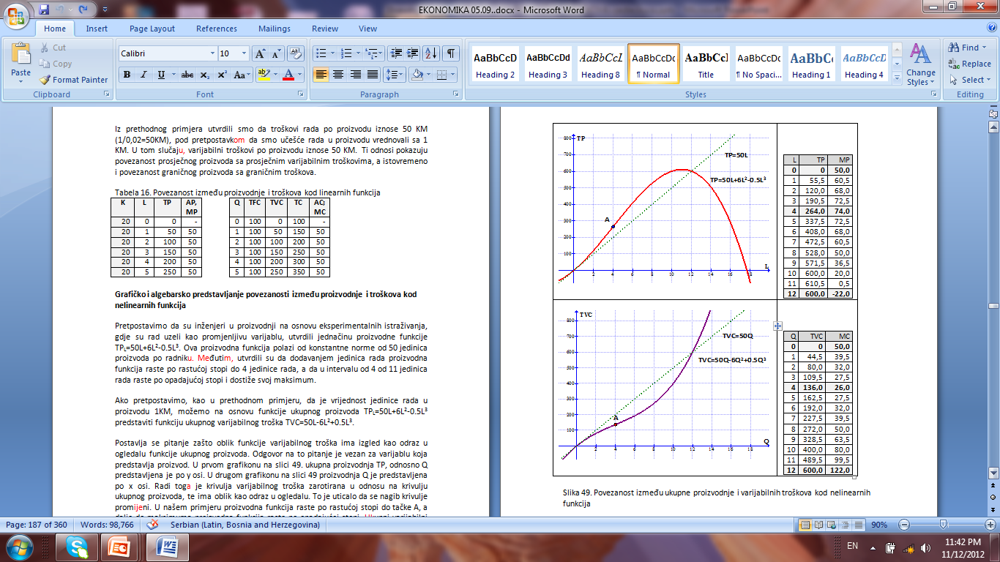 EKONOMIKA 05.09..docx - Microsoft Word
Home Insert Page Layout References Mailings Review View
Paste
Cut
Copy
Format Painter
Clipboard
Calibri 10
Font
Paragraph
AaBbCcD AaBbCcDd AaBbCcL AaBbCcDc AaBbCcl AaBbCcDc AaBbCc AaBbCcD
Heading 2 Heading 3 Heading 8 ¶ Normal Title ¶ No Spaci... Heading 1 Heading 4
Change Styles
Styles
Find
Replace
Select
Editing
Iz prethodnog primjera utvrdili smo da troškovi rada po proizvodu iznose 50 KM
(1/0,02=50KM), pod pretpostavkom da smo učešće rada u proizvodu vrednovali sa 1
KM. U tom slučaju, varijabilni troškovi po proizvodu iznose 50 KM. Ti odnosi pokazuju
povezanost prosječnog proizvoda sa prosječnim varijabilnim troškovima, a istovremeno
i povezanost graničnog proizvoda sa graničnim troškova.
Tabela 16. Povezanost između proizvodnje i troškova kod linearnih funkcija
K L TP AP, MP
20 0 0 -
20 1 50 50
20 2 100 50
20 3 150 50
20 4 200 50
20 5 250 50
Q TFC TVC TC AC; MC
0 100 0 100 -
1 100 50 150 50
2 100 100 200 50
3 100 150 250 50
4 100 200 300 50
5 100 250 350 50
Grafičko i algebarsko predstavljanje povezanosti između proizvodnje i troškova kod
nelinearnih funkcija
Pretpostavimo da su inženjeri u proizvodnji na osnovu eksperimentalnih istraživanja,
gdje su rad uzeli kao promjenljivu varijablu, utvrdili jednačinu proizvodne funkcije
TPL=50L+6L²-0.5L³. Ova proizvodna funkcija polazi od konstantne norme od 50 jedinica
proizvoda po radniku. Međutim, utvrdili su da dodavanjem jedinica rada proizvodna
funkcija raste po rastućoj stopi do 4 jedinice rada, a da u intervalu od 4 od 11 jedinica
rada raste po opadajućoj stopi i dostiže svoj maksimum.
Ako pretpostavimo, kao u prethodnom primjeru, da je vrijednost jedinice rada u
proizvodu 1KM, možemo na osnovu funkcije ukupnog proizvoda TPL=50L+6L²-0.5L³
predstaviti funkciju ukupnog varijabilnog troška TVC=50L-6L²+0.5L³.
Postavlja se pitanje zašto oblik funkcije varijabilnog troška ima izgled kao odraz u
ogledalu funkcije ukupnog proizvoda. Odgovor na to pitanje je vezan za varijablu koja
predstavlja proizvod. U prvom grafikonu na slici 49. ukupna proizvodnja TP, odnosno Q
predstavljena je po y osi. U drugom grafikonu na slici 49 proizvodnja Q je predstavljena
po x osi. Radi toga je krivulja varijabilnog troška zarotirana u odnosu na krivulju
ukupnog proizvoda, te ima oblik kao odraz u ogledalu. To je uticalo da se nagib krivulje
promijeni. U našem primjeru proizvodna funkcija raste po rastućoj stopi do tačke A, a
TP
800
700
600
500
400
300
200
100
2 4 6 8 10 12 14 16 18
L
A
TP=50L
TP=50L+6L²-0.5L³
L TP MP
0 0 50,0
1 55,5 60,5
2 120,0 68,0
3 190,5 72,5
4 264,0 74,0
5 337,5 72,5
6 408,0 68,0
7 472,5 60,5
8 528,0 50,0
9 571,5 36,5
10 600,0 20,0
11 610,5 0,5
12 600,0 -22,0
TVC
800
700
600
500
400
300
200
100
2 4 6 8 10 12 14 16 18
Q
A
TVC=50Q
TVC=50Q-6Q²+0.5Q³
Q TVC MC
0 0 50,0
1 44,5 39,5
2 80,0 32,0
3 109,5 27,5
4 136,0 26,0
5 162,5 27,5
6 192,0 32,0
7 227,5 39,5
8 272,0 50,0
9 328,5 63,5
10 400,0 80,0
11 489,5 99,5
12 600,0 122,0
Slika 49. Povezanost između ukupne proizvodnje i varijabilnih troškova kod nelinearnih
funkcija
Page: 187 of 360 Words: 98,766 Serbian (Latin, Bosnia and Herzegovina) 90%
EN
11:42 PM
11/12/2012